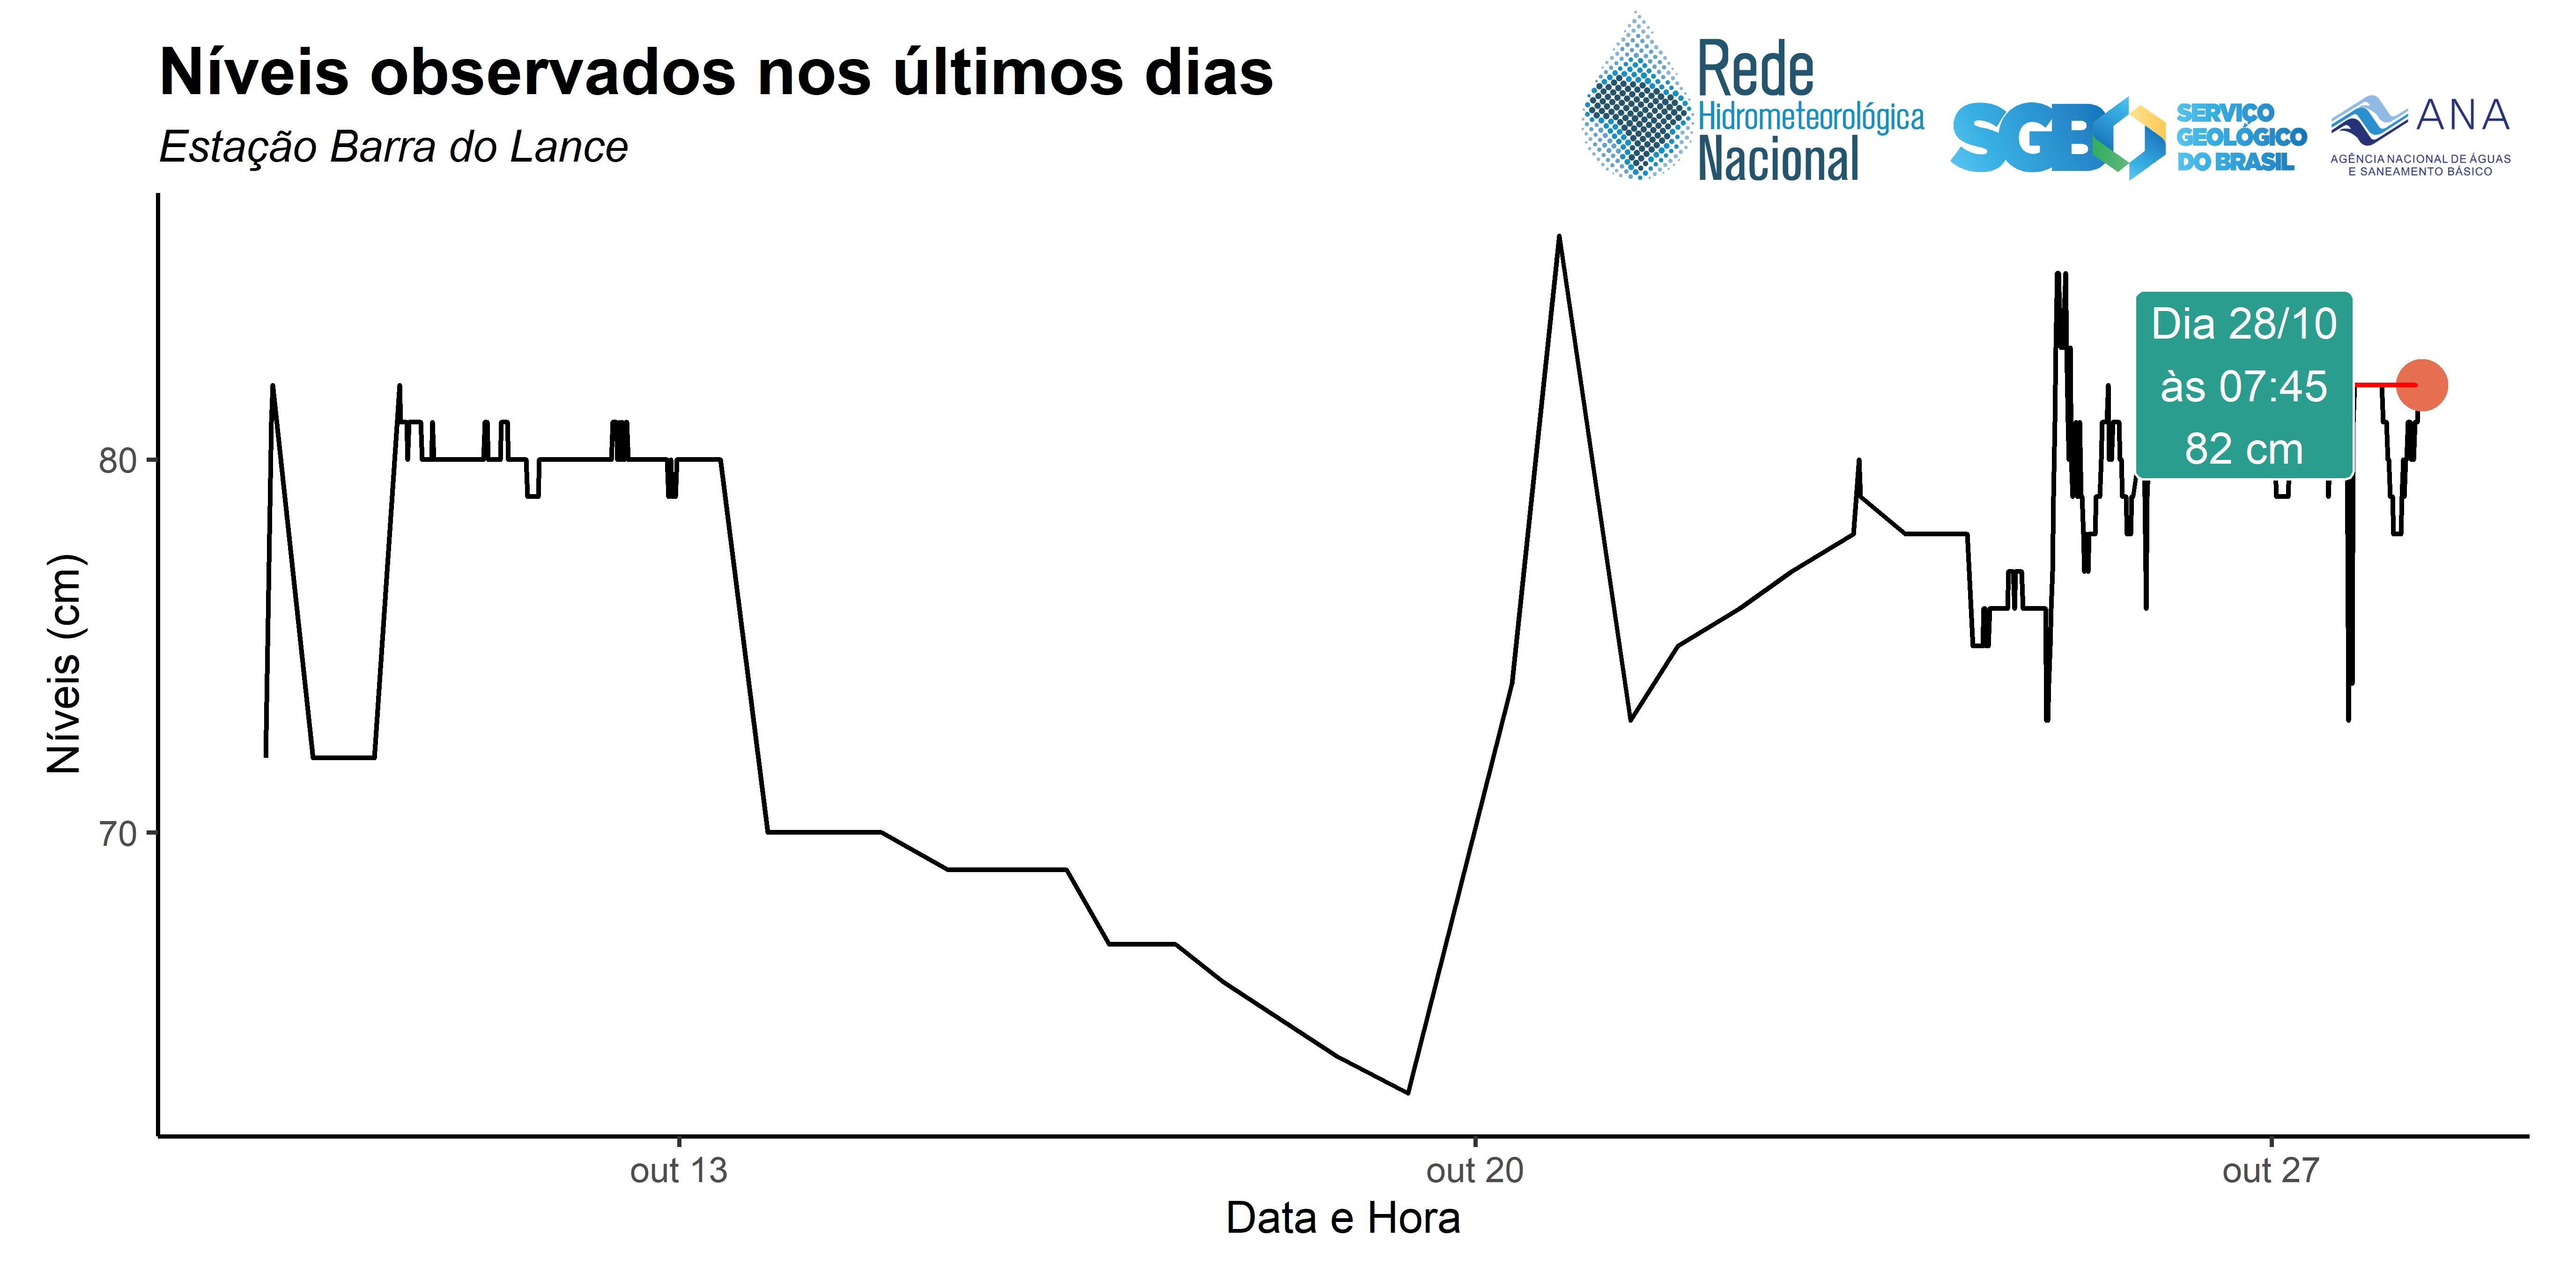 Níveis observados nos últimos dias
Estação Barra do Lance
Rede
Hidrometeorológica
Nacional
SGB
SERVIÇO
GEOLÓGICO
DO BRASIL
ANA
AGÊNCIA NACIONAL DE ÁGUAS
E SANEAMENTO BÁSICO
Dia 28/10
às 07:45
82 cm
80
70
Níveis (cm)
out 13
out 20
out 27
Data e Hora